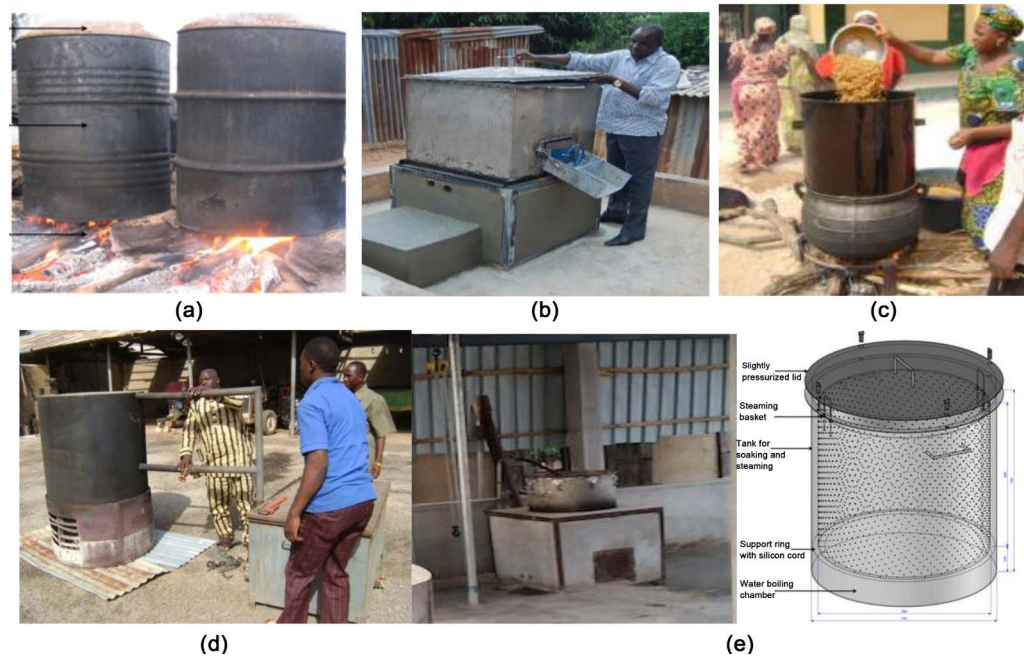 (a)
(b)
(c)
Slightly
pressurized lid
Steaming
basket
Tank for
soaking and
steaming
Support ring
with silicon cord
Water boiling
chamber
(d)
(e)